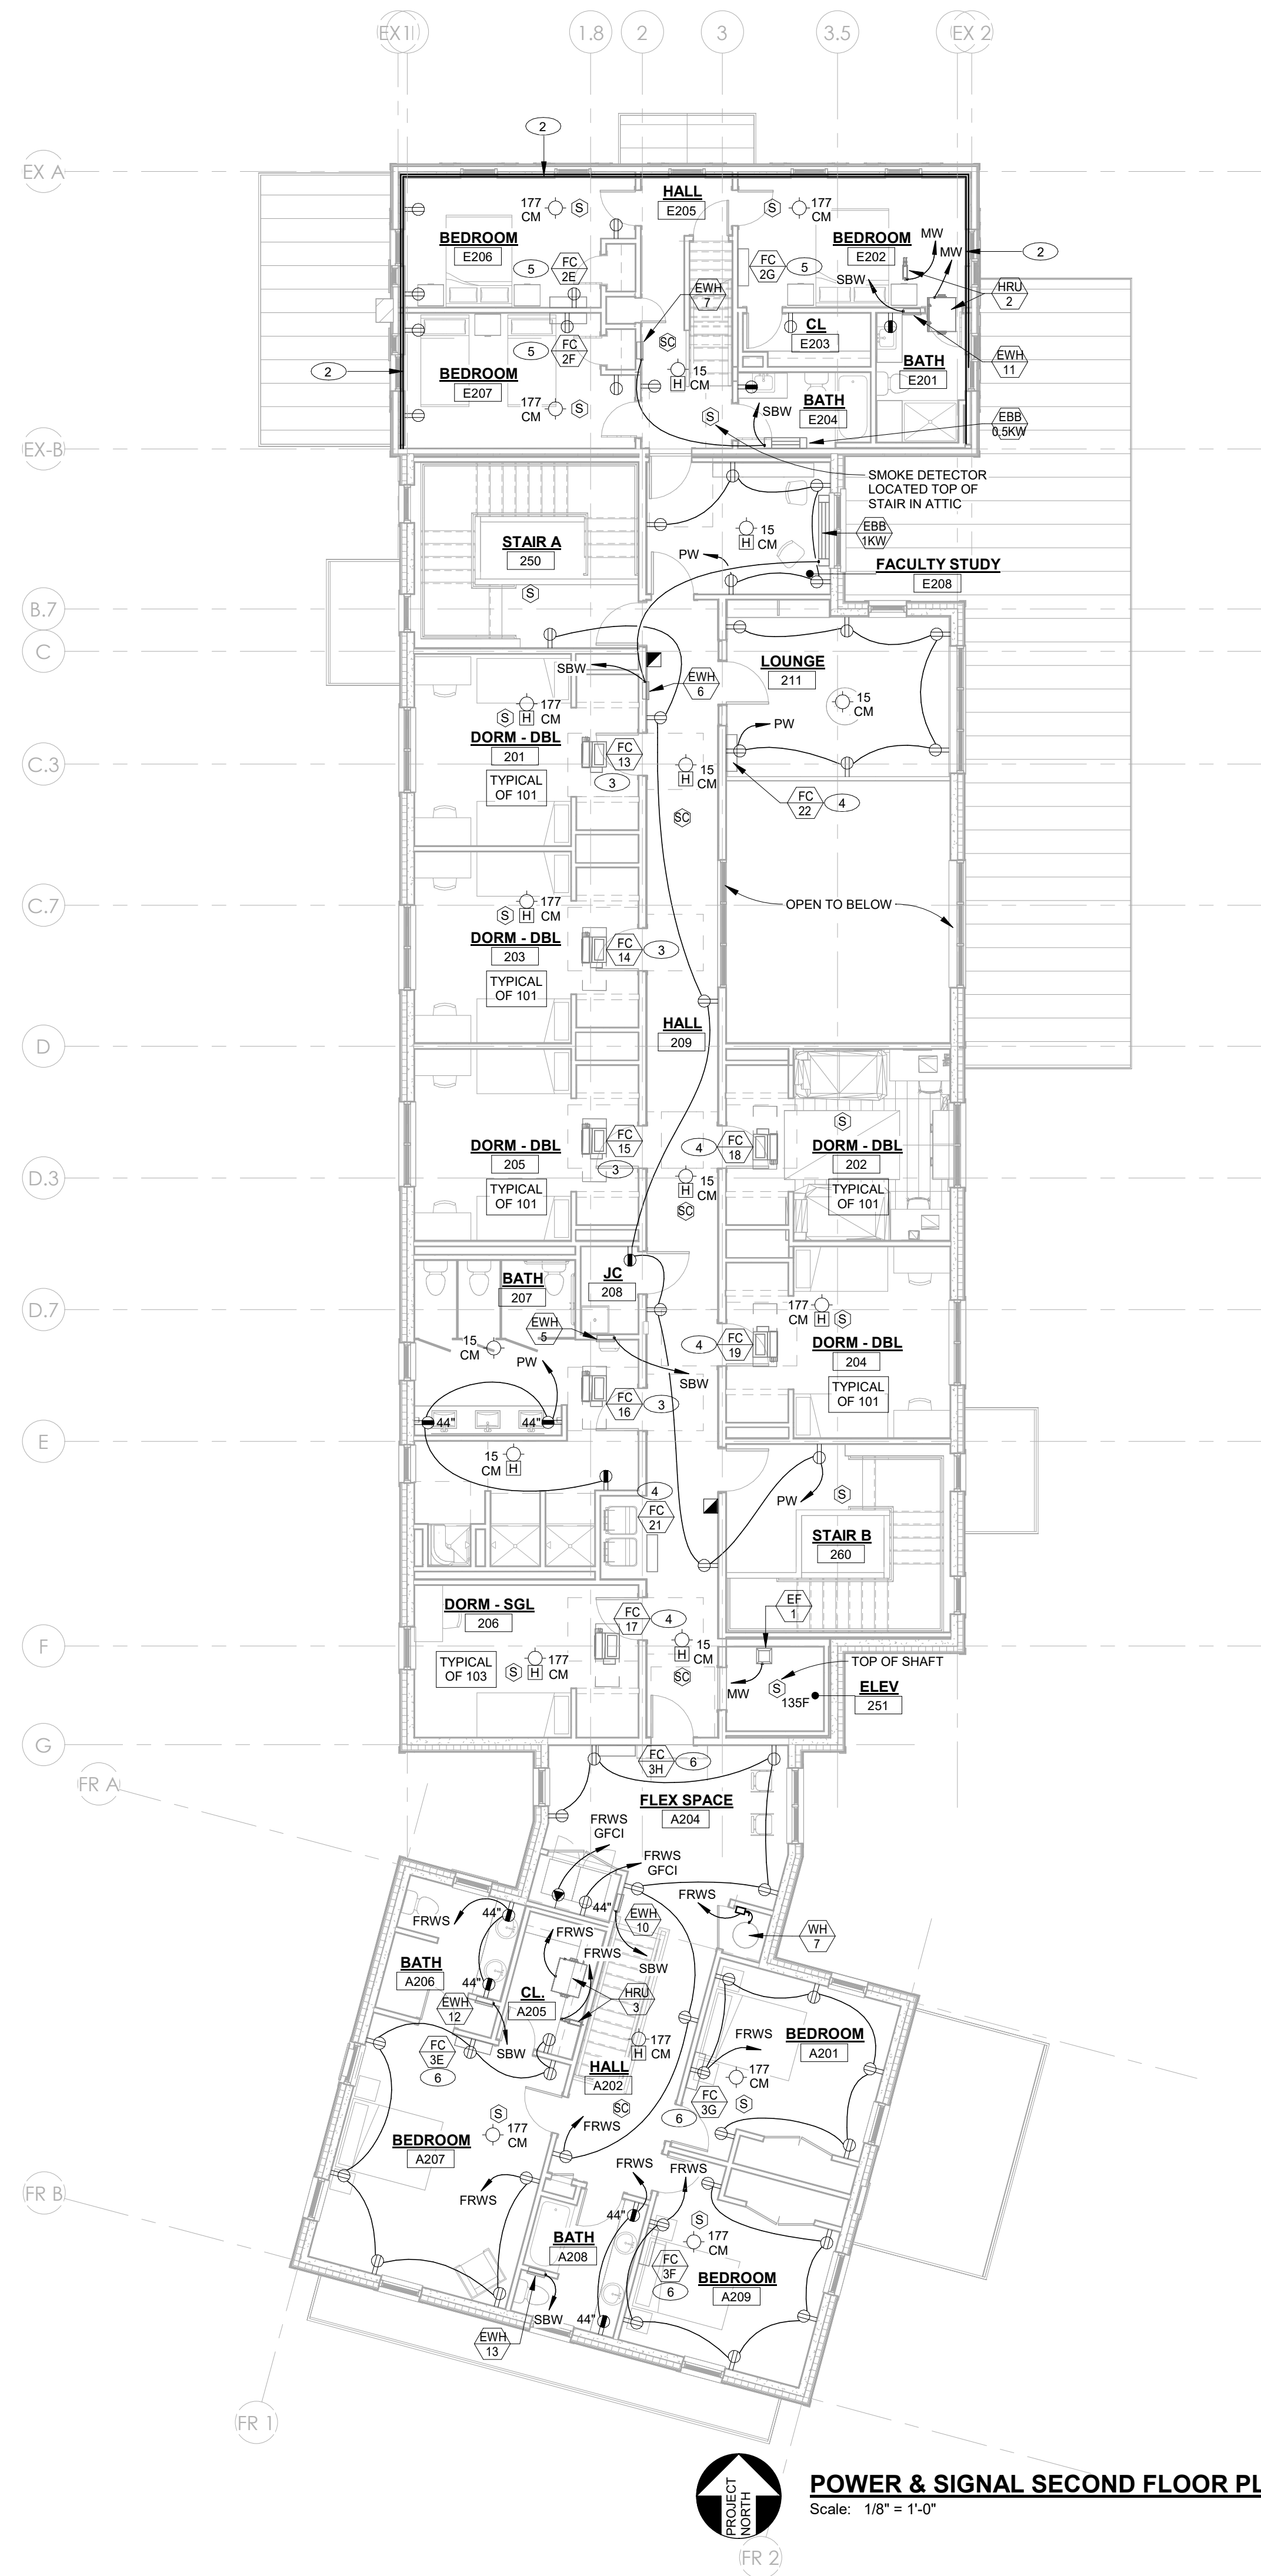 EX 1
1.8
2
3
3.5
EX 2
2
EX A
HALL
E205
177
CM
S
S
177
CM
BEDROOM
E206
BEDROOM
E202
MW
MW
2
5
FC
2E
FC
2G
5
SBW
HRU
2
EWH
7
CL
E203
5
FC
2F
SC
2
BEDROOM
E207
15
H
CM
BATH
E201
EWH
11
177
CM
S
S
SBW
BATH
E204
EBB
0.5KW
EX-B
SMOKE DETECTOR
LOCATED TOP OF
STAIR IN ATTIC
STAIR A
250
15
H
CM
EBB
1KW
PW
FACULTY STUDY
E208
S
B.7
C
SBW
EWH
6
LOUNGE
211
177
S
H
CM
15
CM
DORM - DBL
201
FC
13
PW
C.3
TYPICAL
OF 101
3
15
H
CM
FC
22
4
SC
177
S
H
CM
C.7
OPEN TO BELOW
DORM - DBL
203
FC
14
3
TYPICAL
OF 101
HALL
209
D
S
DORM - DBL
205
FC
15
4
FC
18
DORM - DBL
202
D.3
3
15
H
CM
TYPICAL
OF 101
TYPICAL
OF 101
SC
BATH
207
JC
208
D.7
177
CM
H
S
EWH
5
15
CM
PW
4
FC
19
DORM - DBL
204
SBW
TYPICAL
OF 101
FC
16
3
44"
44"
E
15
CM
H
4
S
PW
FC
21
STAIR B
260
DORM - SGL
206
EF
1
FC
17
4
F
15
H
CM
TYPICAL
OF 103
S
H
177
CM
SC
TOP OF SHAFT
S
MW
135F
ELEV
251
G
FC
3H
6
FR A
FLEX SPACE
A204
FRWS
GFCI
FRWS
GFCI
FRWS
44"
44"
FRWS
EWH
10
WH
7
FRWS
BATH
A206
FRWS
SBW
44"
CL.
A205
HRU
3
EWH
12
FRWS
BEDROOM
A201
SBW
177
H
CM
FC
3E
6
HALL
A202
177
CM
FC
3G
S
SC
6
S
177
CM
FRWS
BEDROOM
A207
FRWS
FRWS
FR B
FRWS
44"
S
177
CM
BATH
A208
FC
3F
6
BEDROOM
A209
SBW
44"
EWH
13
FR 1
PROJECT
NORTH
POWER & SIGNAL SECOND FLOOR
Scale: 1/8" = 1'-0"
FR 2